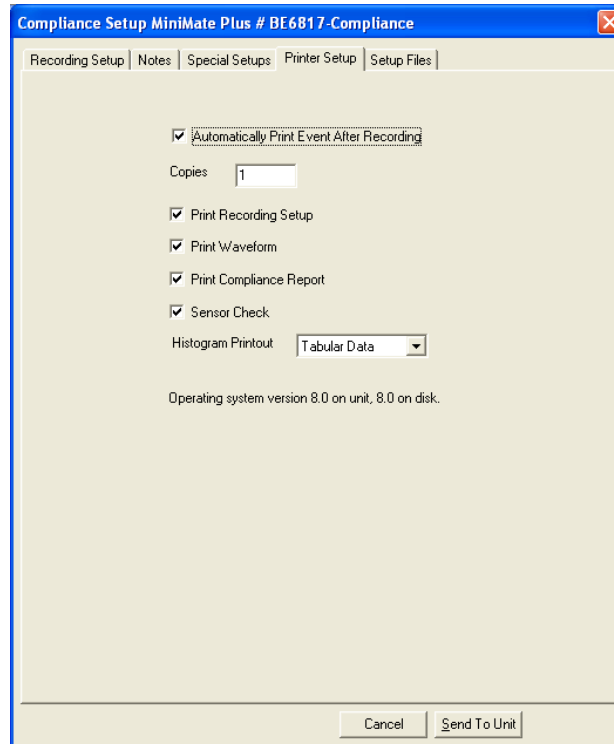 Compliance Setup MiniMate Plus # BE6817-Compliance
Recording Setup Notes Special Setups Printer Setup Setup Files
Automatically Print Event After Recording
Copies 1
Print Recording Setup
Print Waveform
Print Compliance Report
Sensor Check
Histogram Printout Tabular Data
Operating system version 8.0 on unit, 8.0 on disk.
Cancel Send To Unit